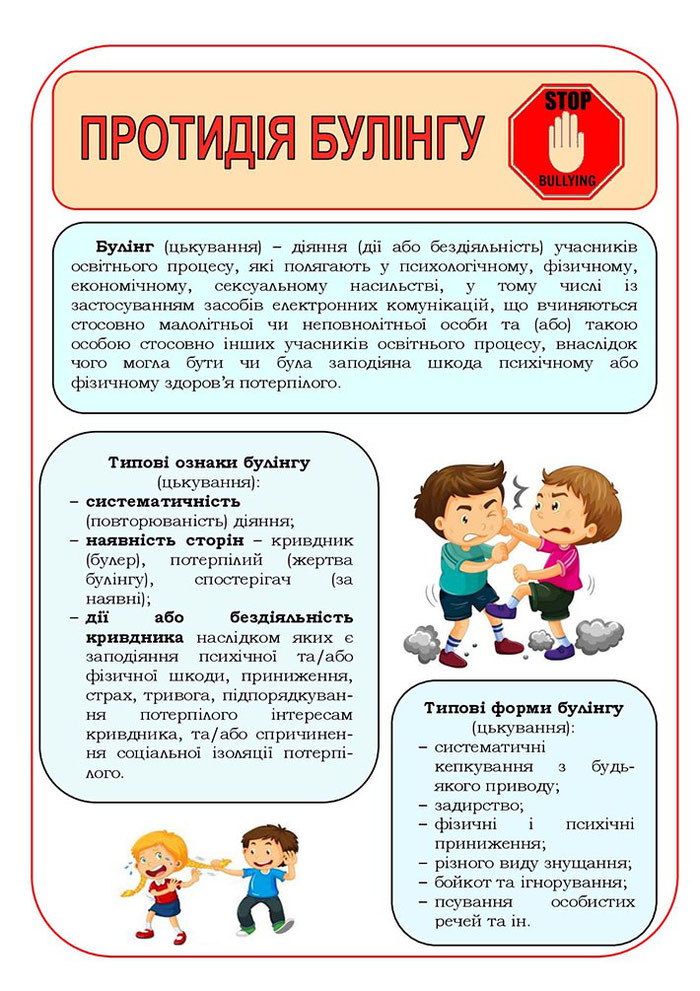 ПРОТИДІЯ БУЛІНГУ
STOP
BULLYING
Булінг (цькування) – діяння (дії або бездіяльність) учасників
освітнього процесу, які полягають у психологічному, фізичному,
економічному, сексуальному насильстві, у тому числі із
застосуванням засобів електронних комунікацій, що вчиняються
стосовно малолітньої чи неповнолітньої особи та (або) такою
особою стосовно інших учасників освітнього процесу, внаслідок
чого могла бути чи була заподіяна шкода психічному або
фізичному здоров’я потерпілого.
Типові ознаки булінгу
(цькування):
– систематичність
(повторюваність) діяння;
– наявність сторін – кривдник
(булер), потерпілий (жертва
булінгу), спостерігач (за
наявні);
– дії або бездіяльність
кривдника наслідком яких є
заподіяння психічної та/або
фізичної шкоди, приниження,
страх, тривога, підпорядкуван-
ня потерпілого інтересам
кривдника, та/або спричинен-
ня соціальної ізоляції потерпі-
лого.
Типові форми булінгу
(цькування):
– систематичні
кепкування з будь-
якого приводу;
– задирство;
– фізичні і психічні
приниження;
– різного виду знущання;
– бойкот та ігнорування;
– псування особистих
речей та ін.